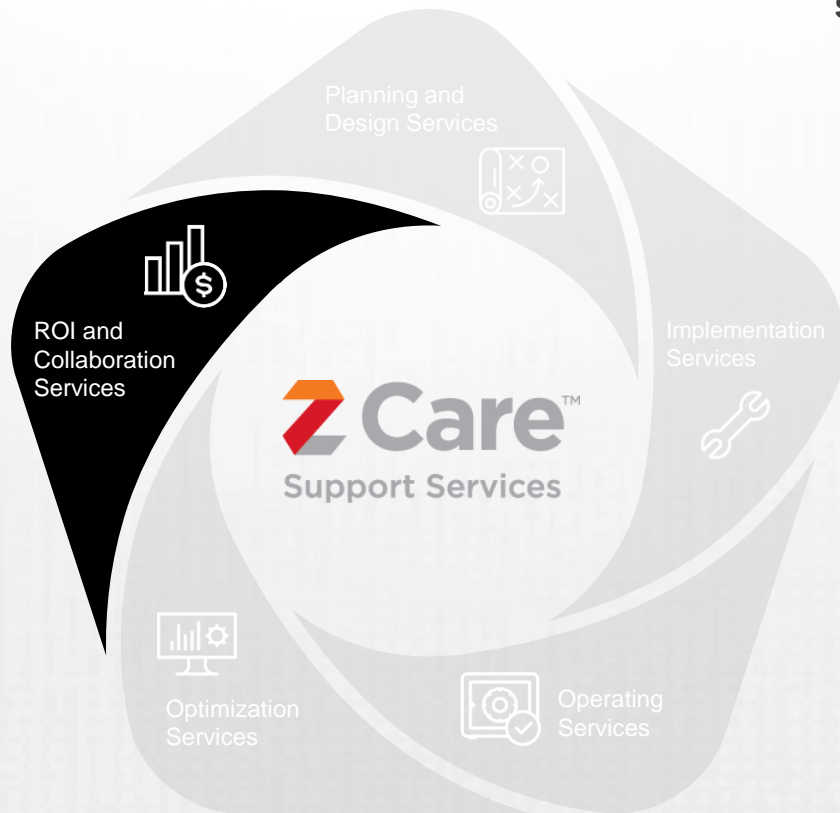 Planning and
Design Services
ROI and
Collaboration
Services
Implementation
Services
Z Care™
Support Services
Optimization
Services
Operating
Services